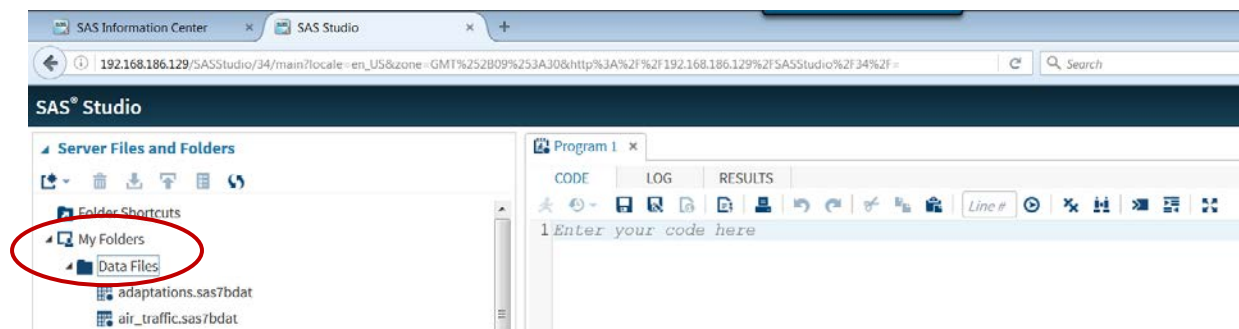 SAS Information Center × SAS Studio × +
192.168.186.129/SASStudio/34/main?locale=en_US&zone=GMT%252B09%253A30&http%3A%2F%2F192.168.186.129%2FSASStudio%2F34%2F= Search
SAS® Studio
Server Files and Folders
Program 1 ×
CODE LOG RESULTS
Line #
Folder Shortcuts
1 Enter your code here
My Folders
Data Files
adaptations.sas7bdat
air_traffic.sas7bdat